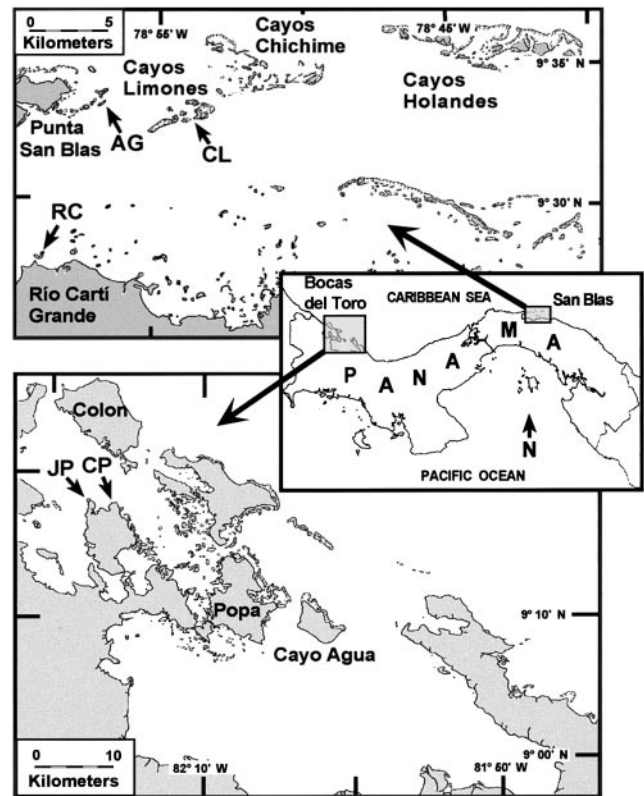 0 5
Kilometers
78° 55' W
Cayos
Chichime
78° 45' W
9° 35' N
Cayos
Limones
Cayos
Holandes
Punta
San Blas
AG
CL
9° 30' N
RC
Río Cartí
Grande
Bocas
del Toro
CARIBBEAN SEA
San Blas
P A N A M A
N
PACIFIC OCEAN
Colon
JP CP
Popa
Cayo Agua
9° 10' N
0 10
Kilometers
82° 10' W
81° 50' W
9° 00' N